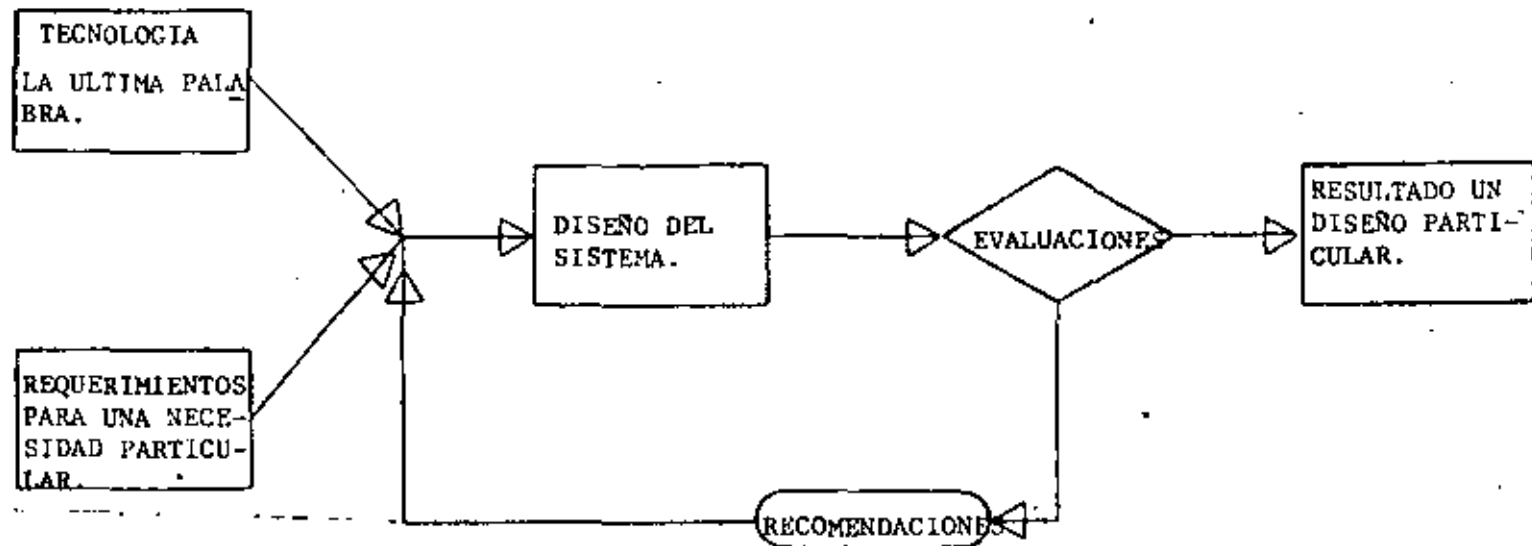 TECNOLOGIA
LA ULTIMA PALA
BRA.
DISEÑO DEL
SISTEMA.
EVALUACIONES
RESULTADO UN
DISEÑO PARTI-
CULAR.
REQUERIMIENTOS
PARA UNA NECE-
SIDAD PARTICU-
LAR.
RECOMENDACIONES